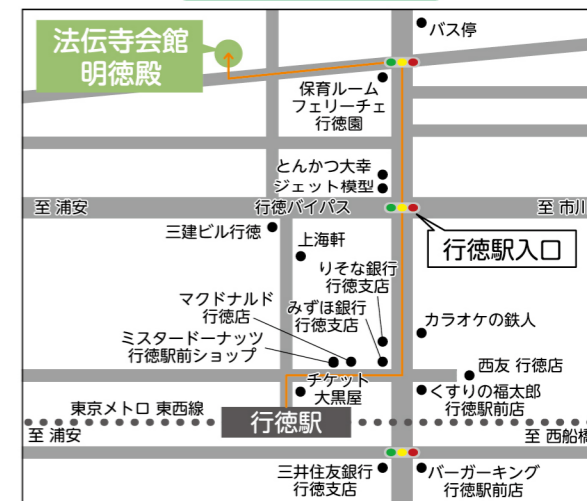 バス停
法伝寺会館
明徳殿
保育ルーム
フェリーチェ
行徳園
とんかつ大幸
ジェット模型
至 浦安
行徳バイパス
至 市川
三建ビル行徳
上海軒
行徳駅入口
りそな銀行
行徳支店
マクドナルド
行徳店
みずほ銀行
行徳支店
カラオケの鉄人
ミスタードーナッツ
行徳駅前ショップ
西友 行徳店
チケット
大黒屋
くすりの福太郎
行徳駅前店
東京メトロ 東西線
行徳駅
至 浦安
至 西船橋
三井住友銀行
行徳支店
バーガーキング
行徳駅前店